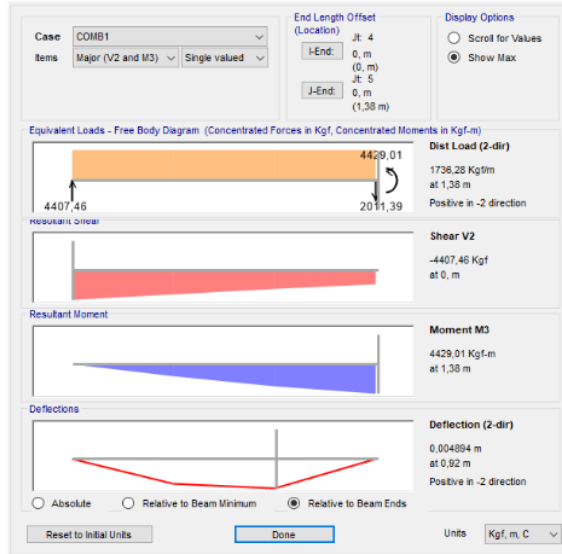 Case COMB1
Items Major (V2 and M3) Single valued
End Length Offset
(Location)
Jt: 4
I-End: 0, m
(0, m)
Jt: 5
J-End: 0, m
(1,38 m)
Display Options
Scroll for Values
Show Max
Equivalent Loads - Free Body Diagram (Concentrated Forces in Kgf, Concentrated Moments in Kgf-m)
4429,01
4407,46
2011,39
Dist Load (2-dir)
1736,28 Kgf/m
at 1,38 m
Positive in -2 direction
Resultant Shear
Shear V2
-4407,46 Kgf
at 0, m
Resultant Moment
Moment M3
4429,01 Kgf-m
at 1,38 m
Deflections
Deflection (2-dir)
0,004894 m
at 0,92 m
Positive in -2 direction
Absolute Relative to Beam Minimum Relative to Beam Ends
Reset to Initial Units Done Units Kgf, m, C